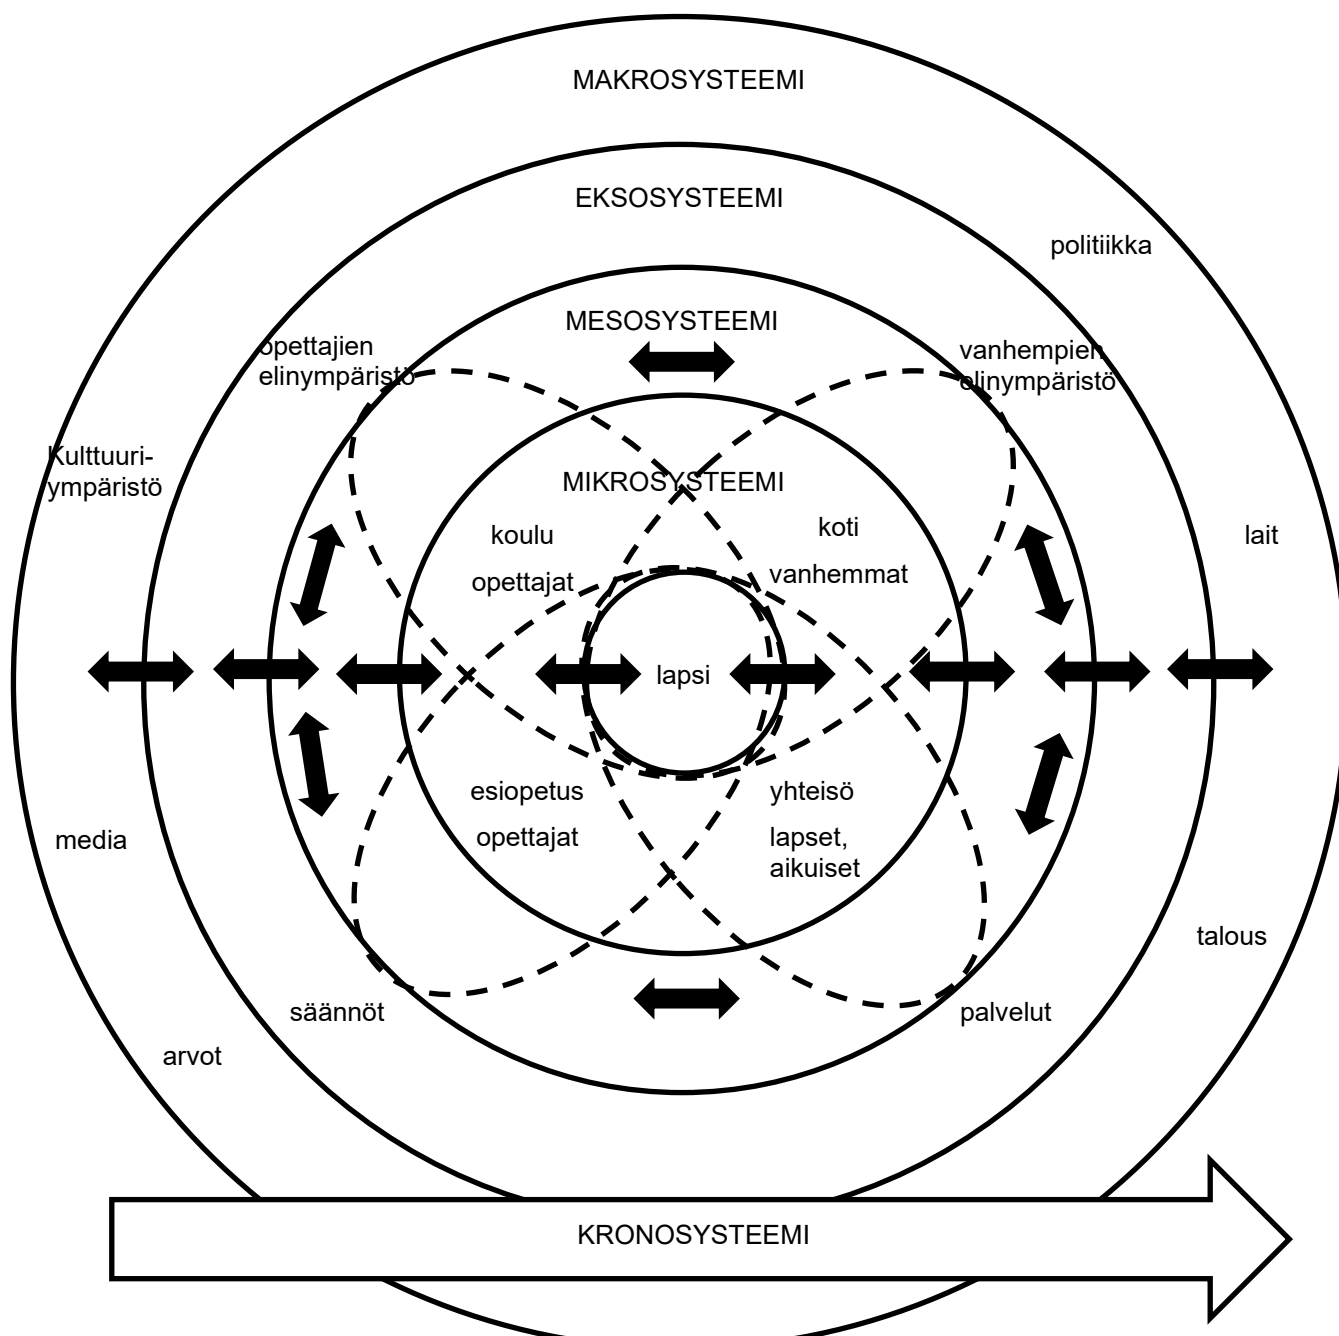 MAKROSYSTEEMI
EKSOSYSTEEMI
politiikka
MESOSYSTEEMI
opettajien
elinympäristö
vanhempien
elinympäristö
Kulttuuri-
ympäristö
MIKROSYSTEEMI
koulu
opettajat
koti
vanhemmat
lait
lapsi
esiopetus
opettajat
yhteisö
lapset,
aikuiset
media
talous
säännöt
palvelut
arvot
KRONOSYSTEEMI